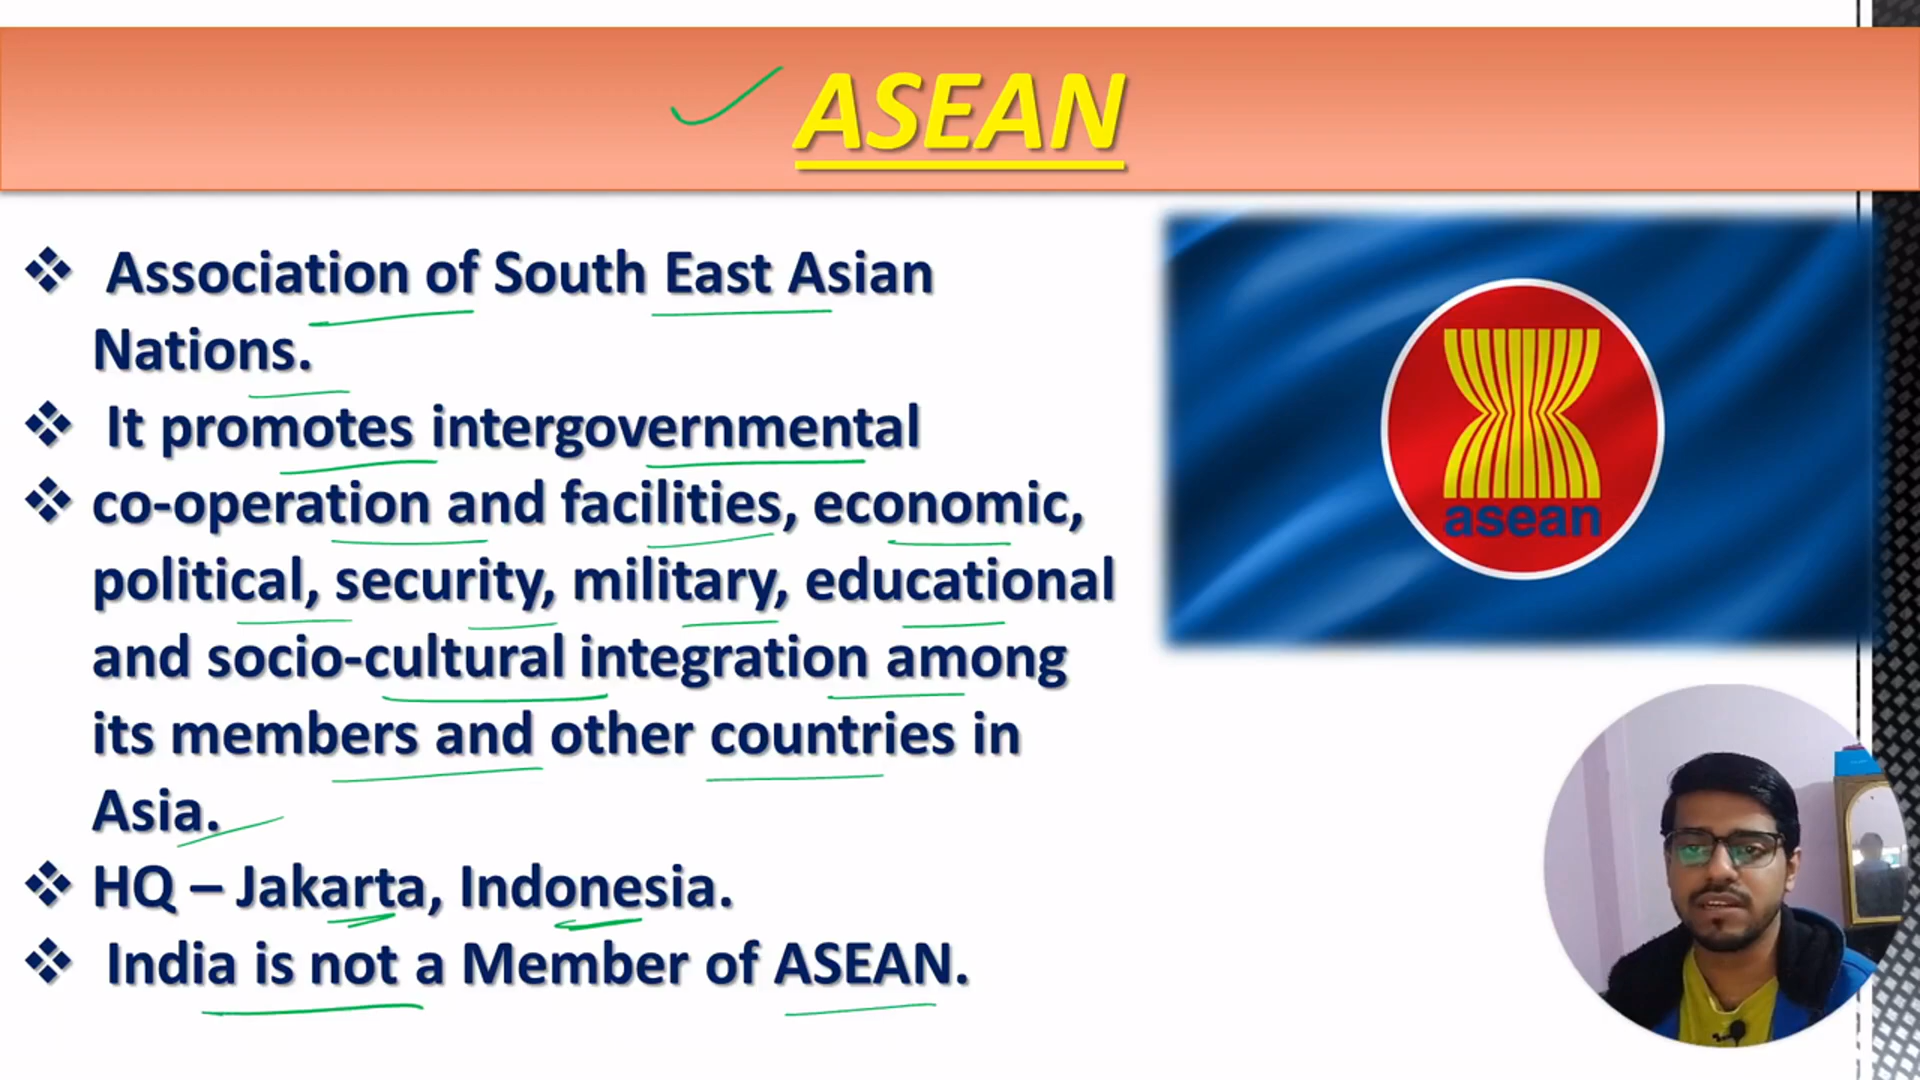 ASEAN
❖ Association of South East Asian
Nations.
❖ It promotes intergovernmental
❖ co-operation and facilities, economic,
political, security, military, educational
and socio-cultural integration among
its members and other countries in
Asia.
❖ HQ – Jakarta, Indonesia.
❖ India is not a Member of ASEAN.
asean